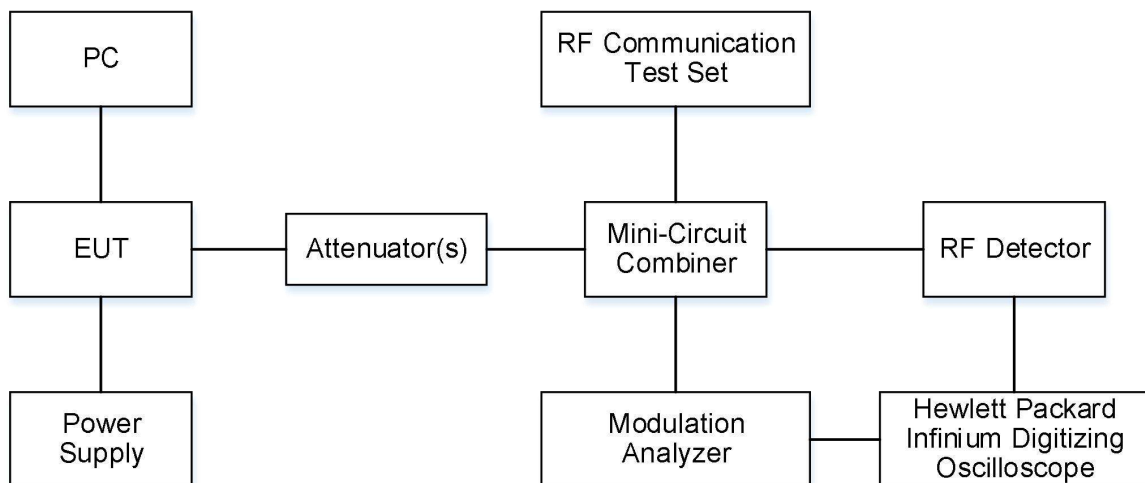 PC
RF Communication
Test Set
EUT
Attenuator(s)
Mini-Circuit
Combiner
RF Detector
Power
Supply
Modulation
Analyzer
Hewlett Packard
Infinium Digitizing
Oscilloscope